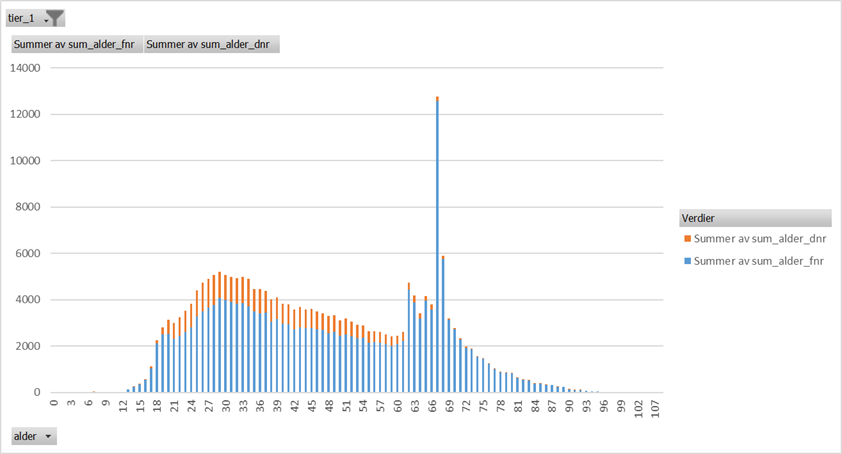 tier_1
Summer av sum_alder_fnr Summer av sum_alder_dnr
14000
12000
10000
8000
6000
4000
2000
0
0 3 6 9 12 15 18 21 24 27 30 33 36 39 42 45 48 51 54 57 60 63 66 69 72 75 78 81 84 87 90 93 96 99 102 107
Verdier
Summer av sum_alder_dnr
Summer av sum_alder_fnr
alder